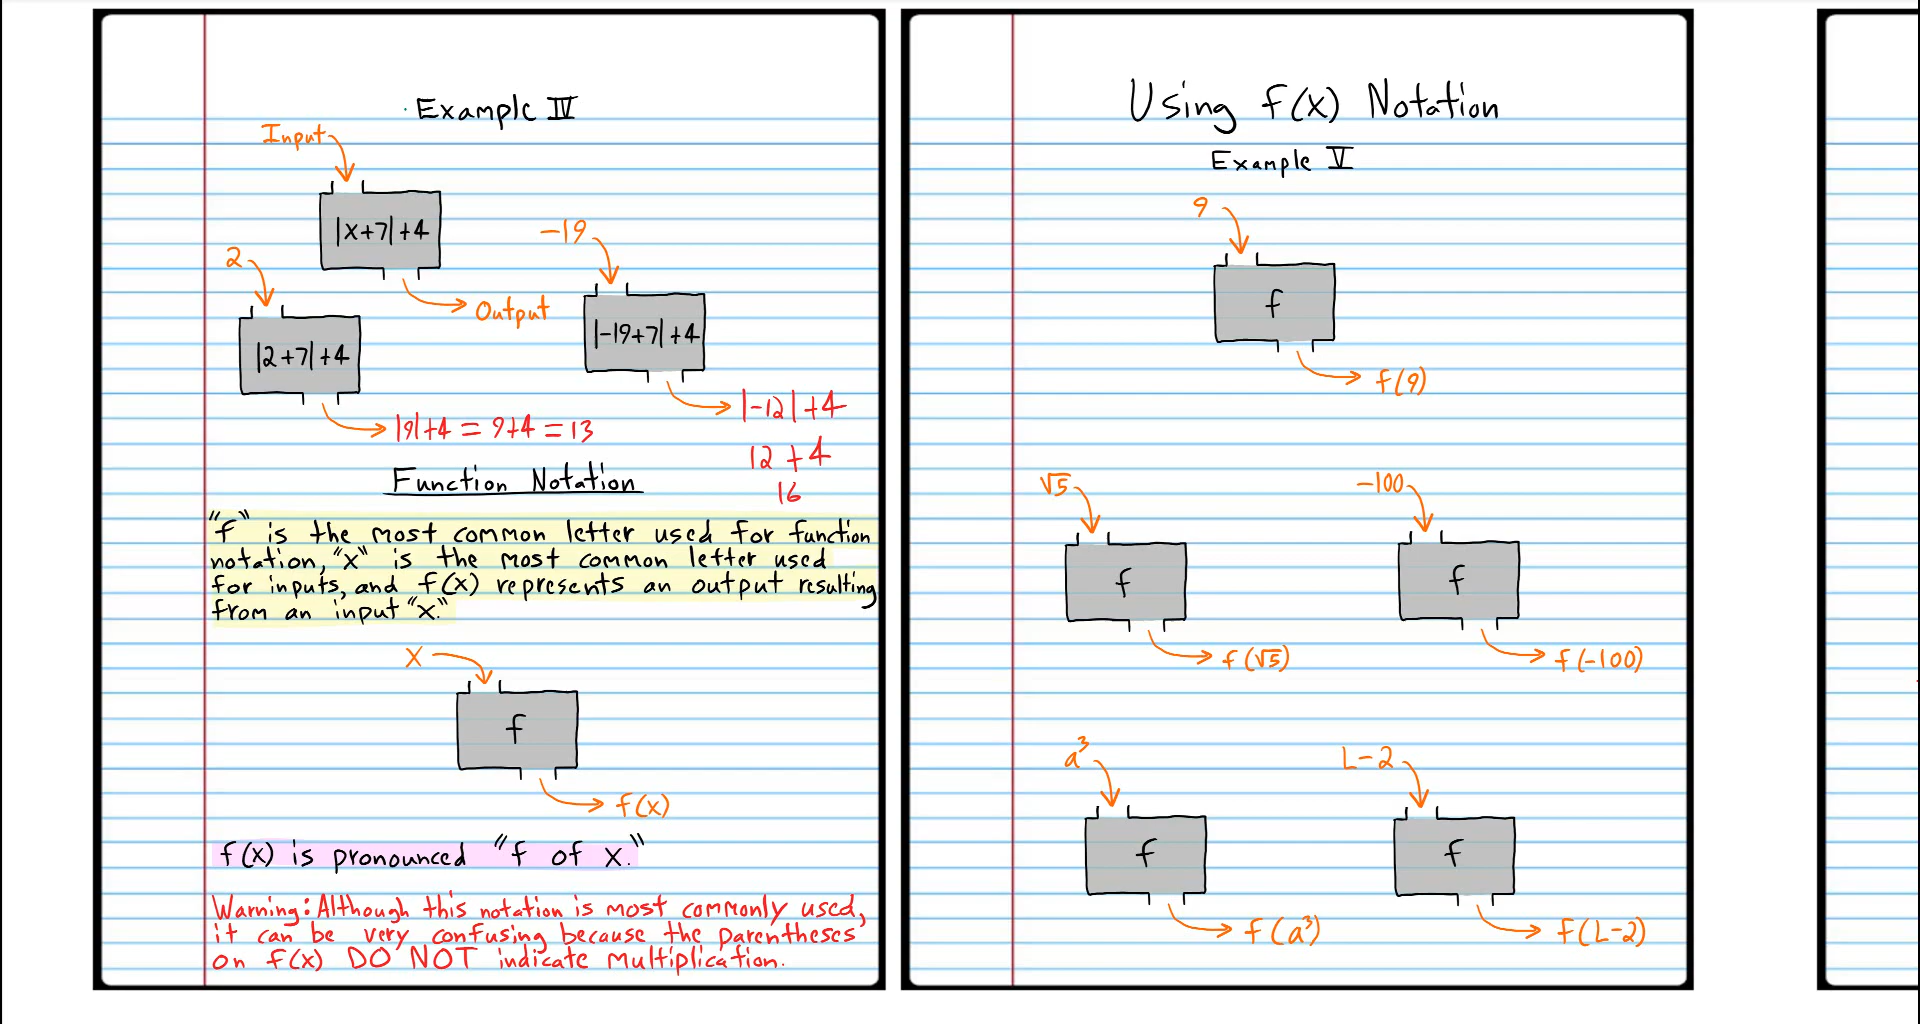 Example IV
Input
|x+7|+4
Output
2
|2+7|+4
|9|+4 = 9+4 = 13
-19
|-19+7|+4
|-12|+4
12+4
16
Function Notation
"f" is the most common letter used for function
notation, "x" is the most common letter used
for inputs, and f(x) represents an output resulting
from an input "x."
x
f
f(x)
f(x) is pronounced "f of x."
Warning: Although this notation is most commonly used,
it can be very confusing because the parentheses
on f(x) DO NOT indicate multiplication.
Using f(x) Notation
Example V
9
f
f(9)
√5
f
f(√5)
-100
f
f(-100)
a³
f
f(a³)
L-2
f
f(L-2)